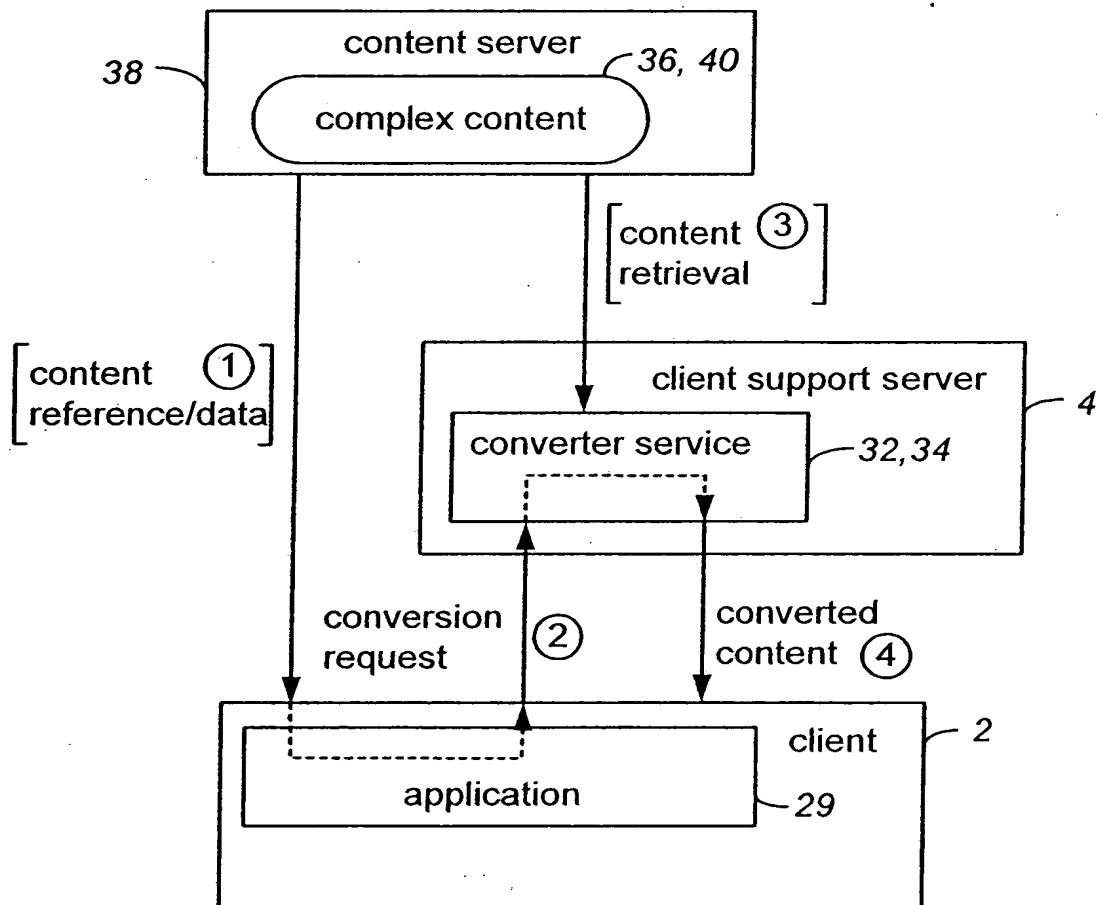 content server
38
36, 40
complex content
content ③
retrieval
content ①
reference/data
client support server
4
converter service
32,34
conversion
request
②
converted
content ④
client
2
application
29